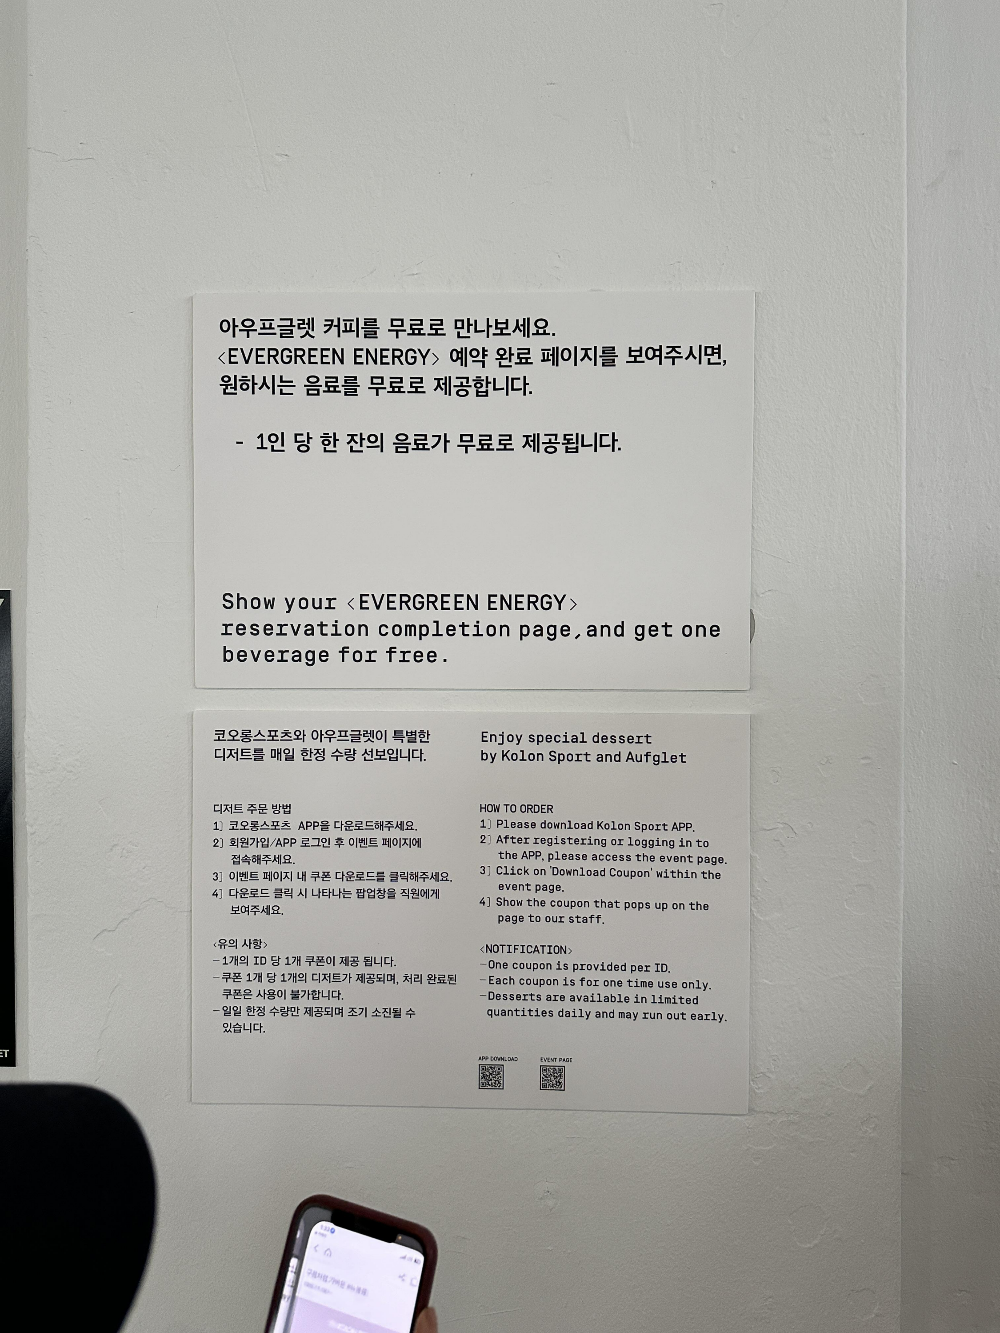 아우프글렛 커피를 무료로 만나보세요.
<EVERGREEN ENERGY> 예약 완료 페이지를 보여주시면,
원하시는 음료를 무료로 제공합니다.
- 1인 당 한 잔의 음료가 무료로 제공됩니다.
Show your <EVERGREEN ENERGY>
reservation completion page, and get one
beverage for free.
코오롱스포츠와 아우프글렛이 특별한
디저트를 매일 한정 수량 선보입니다.
디저트 주문 방법
1] 코오롱스포츠 APP을 다운로드해주세요.
2] 회원가입/APP 로그인 후 이벤트 페이지에
접속해주세요.
3] 이벤트 페이지 내 쿠폰 다운로드를 클릭해주세요.
4] 다운로드 클릭 시 나타나는 팝업창을 직원에게
보여주세요.
<유의 사항>
-1개의 ID 당 1개 쿠폰이 제공 됩니다.
-쿠폰 1개 당 1개의 디저트가 제공되며, 처리 완료된
쿠폰은 사용이 불가합니다.
-일일 한정 수량만 제공되며 조기 소진될 수
있습니다.
Enjoy special dessert
by Kolon Sport and Aufglet
HOW TO ORDER
1] Please download Kolon Sport APP.
2] After registering or logging in to
the APP, please access the event page.
3] Click on 'Download Coupon' within the
event page.
4] Show the coupon that pops up on the
page to our staff.
<NOTIFICATION>
-One coupon is provided per ID.
-Each coupon is for one time use only.
-Desserts are available in limited
quantities daily and may run out early.
APP DOWNLOAD
EVENT PAGE
ET